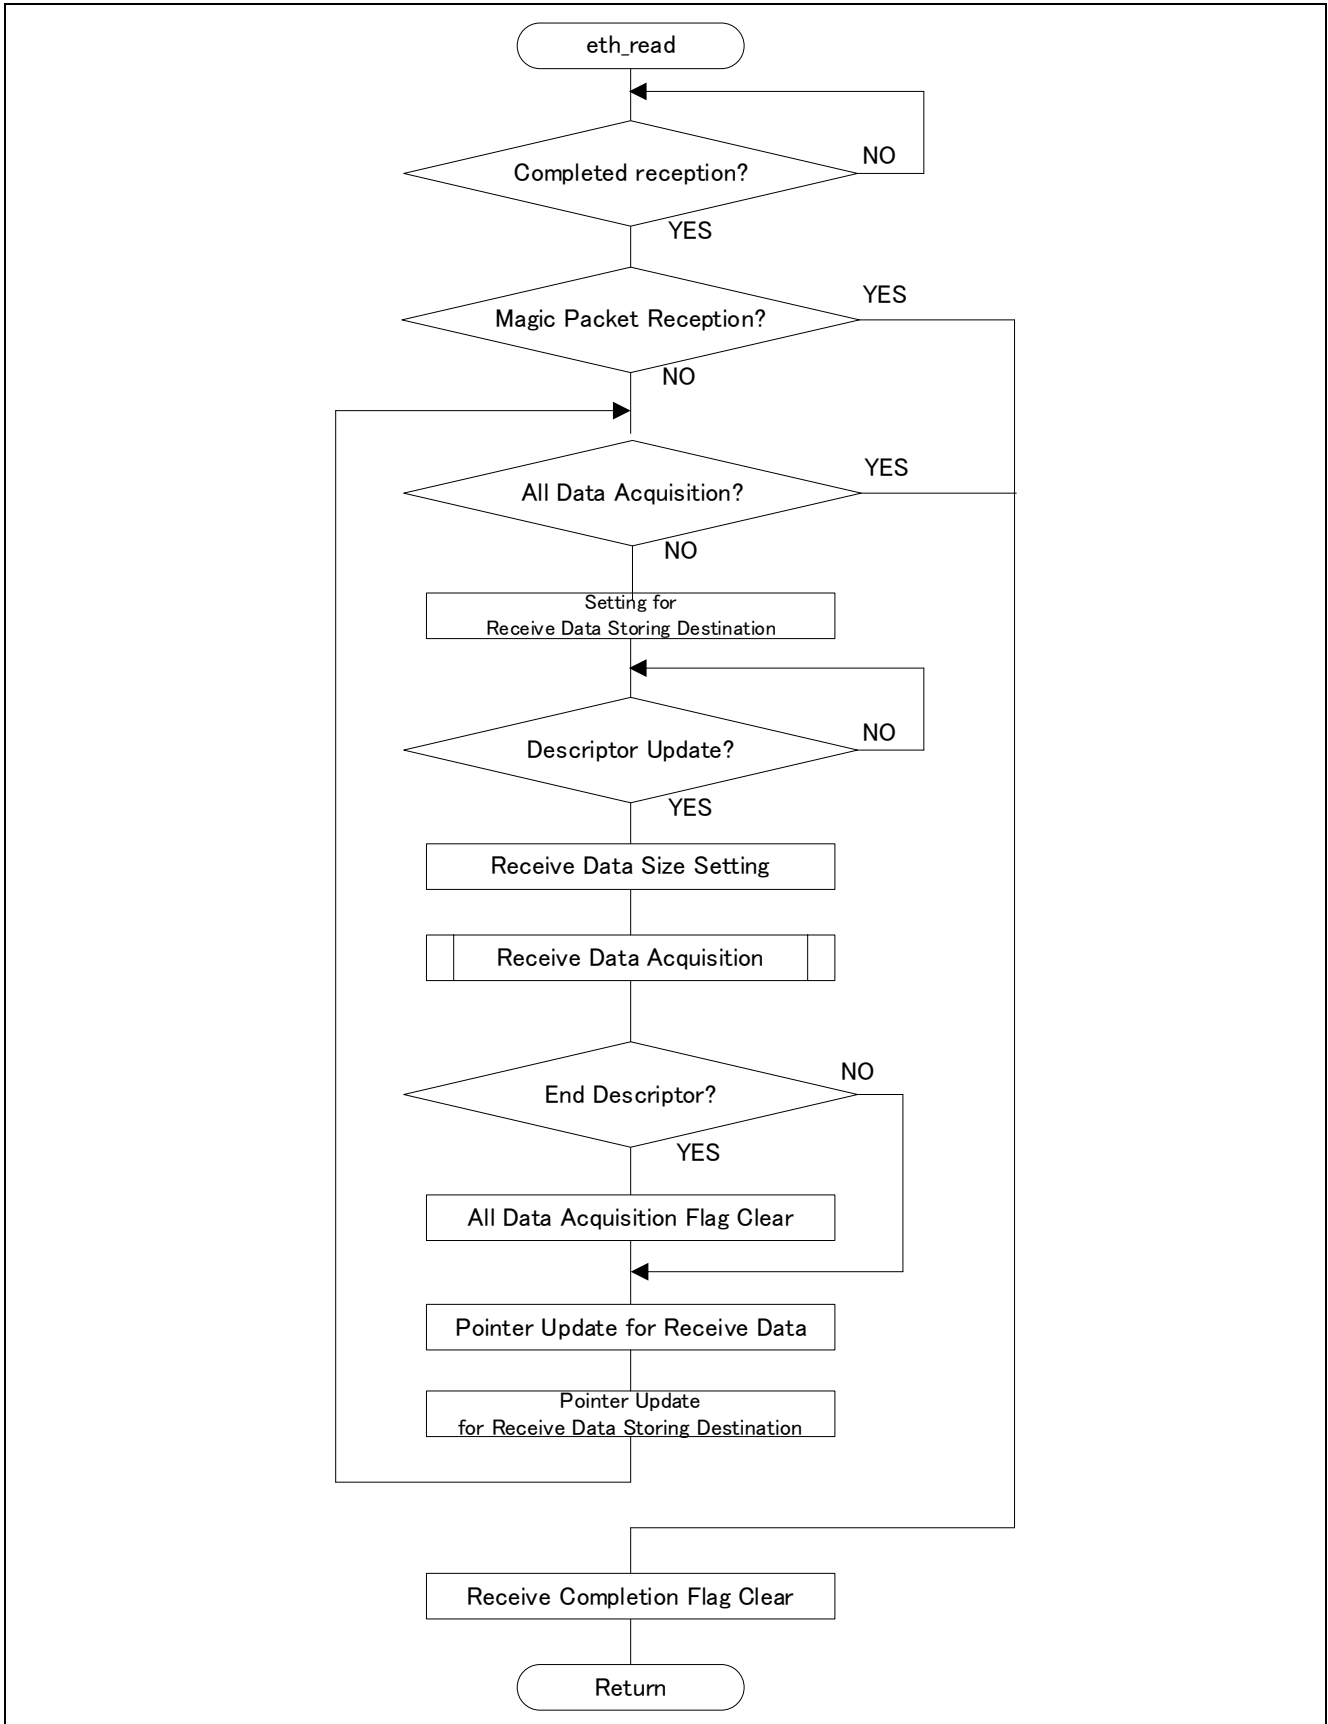 eth_read
NO
Completed reception?
YES
YES
Magic Packet Reception?
NO
YES
All Data Acquisition?
NO
Setting for
Receive Data Storing Destination
NO
Descriptor Update?
YES
Receive Data Size Setting
Receive Data Acquisition
NO
End Descriptor?
YES
All Data Acquisition Flag Clear
Pointer Update for Receive Data
Pointer Update
for Receive Data Storing Destination
Receive Completion Flag Clear
Return